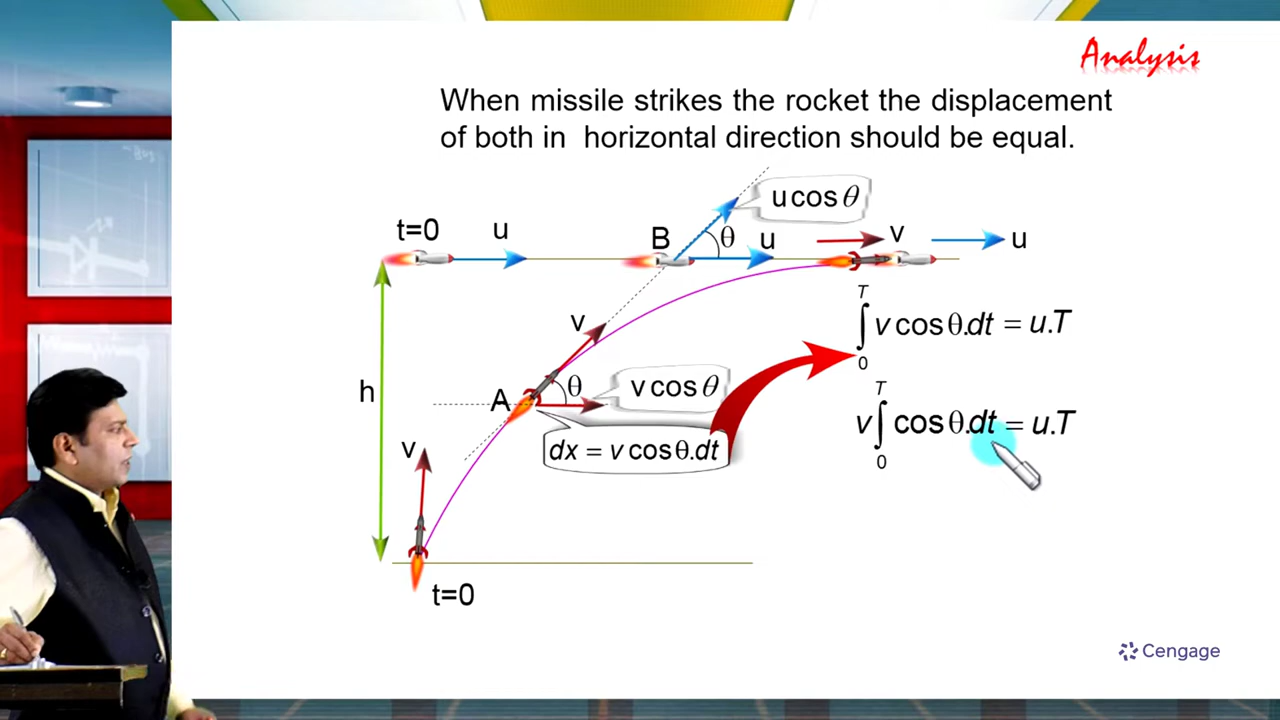 Analysis
When missile strikes the rocket the displacement
of both in horizontal direction should be equal.
u cos θ
t=0 u B θ u v u
T
∫ v cos θ.dt = u.T
0
v θ
h A v cos θ
dx = v cos θ.dt
T
v ∫ cos θ.dt = u.T
0
v
t=0
Cengage